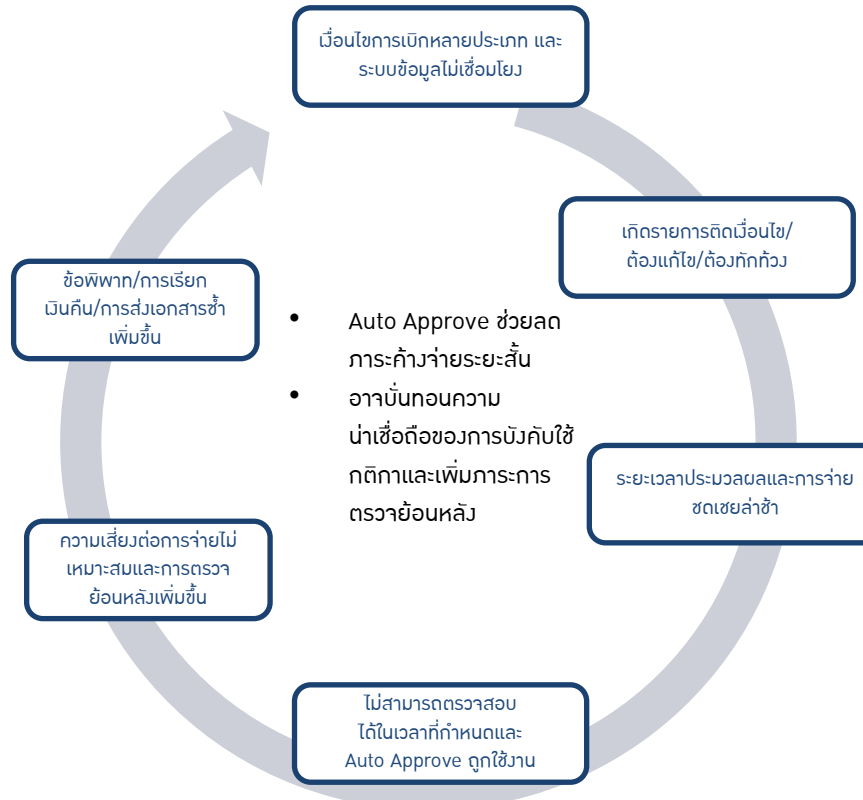 เงื่อนไขการเบิกหลายประเภท และ
ระบบข้อมูลไม่เชื่อมโยง
เกิดรายการติดเงื่อนไข/
ต้องแก้ไข/ต้องทักท้วง
ระยะเวลาประมวลผลและการจ่าย
ชดเชยล่าช้า
ไม่สามารถตรวจสอบ
ได้ในเวลาที่กำหนดและ
Auto Approve ถูกใช้งาน
ความเสี่ยงต่อการจ่ายไม่
เหมาะสมและการตรวจ
ย้อนหลังเพิ่มขึ้น
ข้อพิพาท/การเรียก
เงินคืน/การส่งเอกสารซ้ำ
เพิ่มขึ้น
• Auto Approve ช่วยลด
ภาระค้างจ่ายระยะสั้น
• อาจบั่นทอนความ
น่าเชื่อถือของการบังคับใช้
กติกาและเพิ่มภาระการ
ตรวจย้อนหลัง